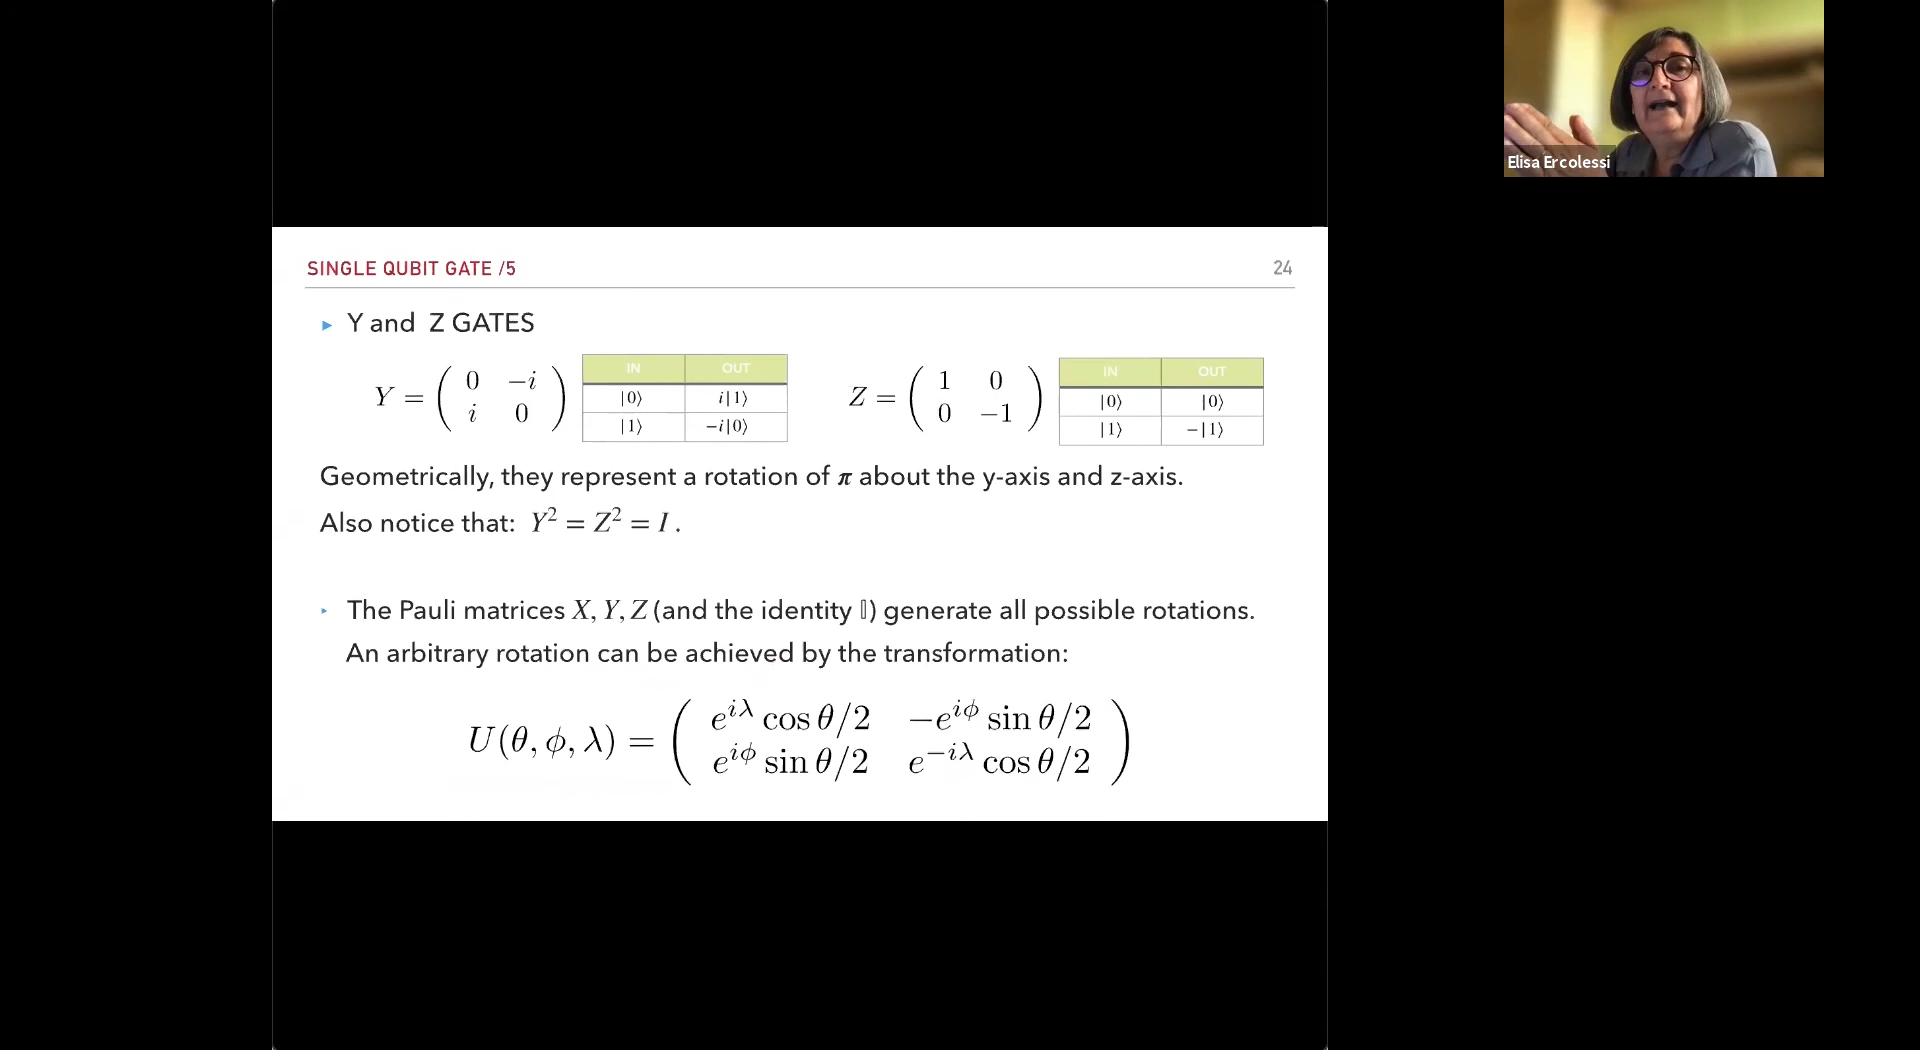 Elisa Ercolessi
SINGLE QUBIT GATE /5
24
▸ Y and Z GATES
Y = ( 0 −i
i 0 )
IN OUT
|0⟩ i|1⟩
|1⟩ −i|0⟩
Z = ( 1 0
0 −1 )
IN OUT
|0⟩ |0⟩
|1⟩ −|1⟩
Geometrically, they represent a rotation of π about the y-axis and z-axis.
Also notice that: Y² = Z² = I .
▸ The Pauli matrices X, Y, Z (and the identity 𝕀) generate all possible rotations.
An arbitrary rotation can be achieved by the transformation:
U(θ, ϕ, λ) = ( e^{iλ} cos θ/2 −e^{iϕ} sin θ/2
e^{iϕ} sin θ/2 e^{−iλ} cos θ/2 )